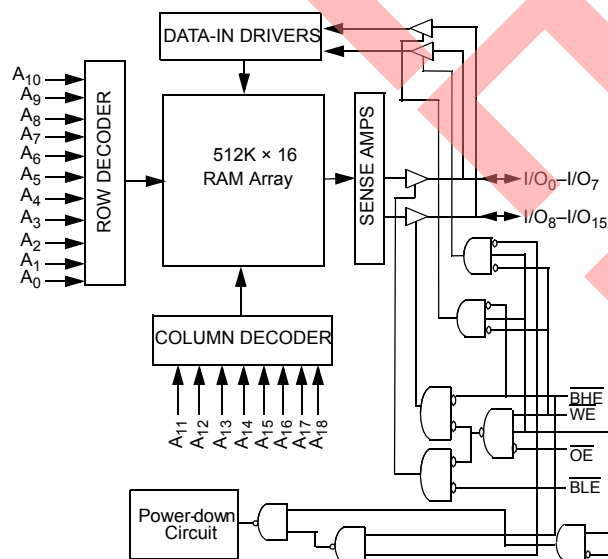 DATA-IN DRIVERS
A10
A9
A8
A7
A6
A5
A4
A3
A2
A1
A0
ROW DECODER
512K × 16
RAM Array
SENSE AMPS
I/O0–I/O7
I/O8–I/O15
COLUMN DECODER
A11
A12
A13
A14
A15
A16
A17
A18
BHE
WE
OE
BLE
Power-down
Circuit